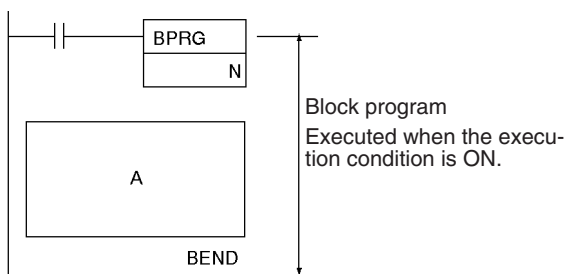 BPRG
N
Block program
Executed when the execu-
tion condition is ON.
A
BEND